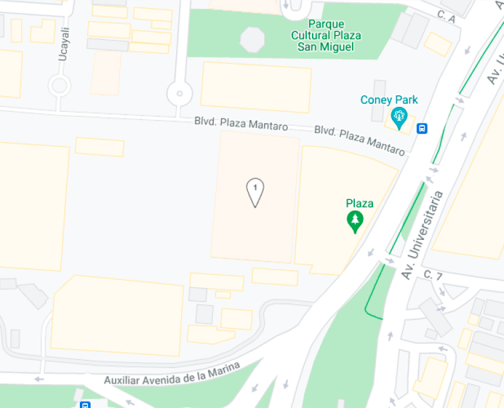 C. A
Parque
Cultural Plaza
San Miguel
Ucayali
Av. U
Coney Park
Blvd. Plaza Mantaro
Blvd. Plaza Mantaro
1
Plaza
Av. Universitaria
C. 7
Auxiliar Avenida de la Marina